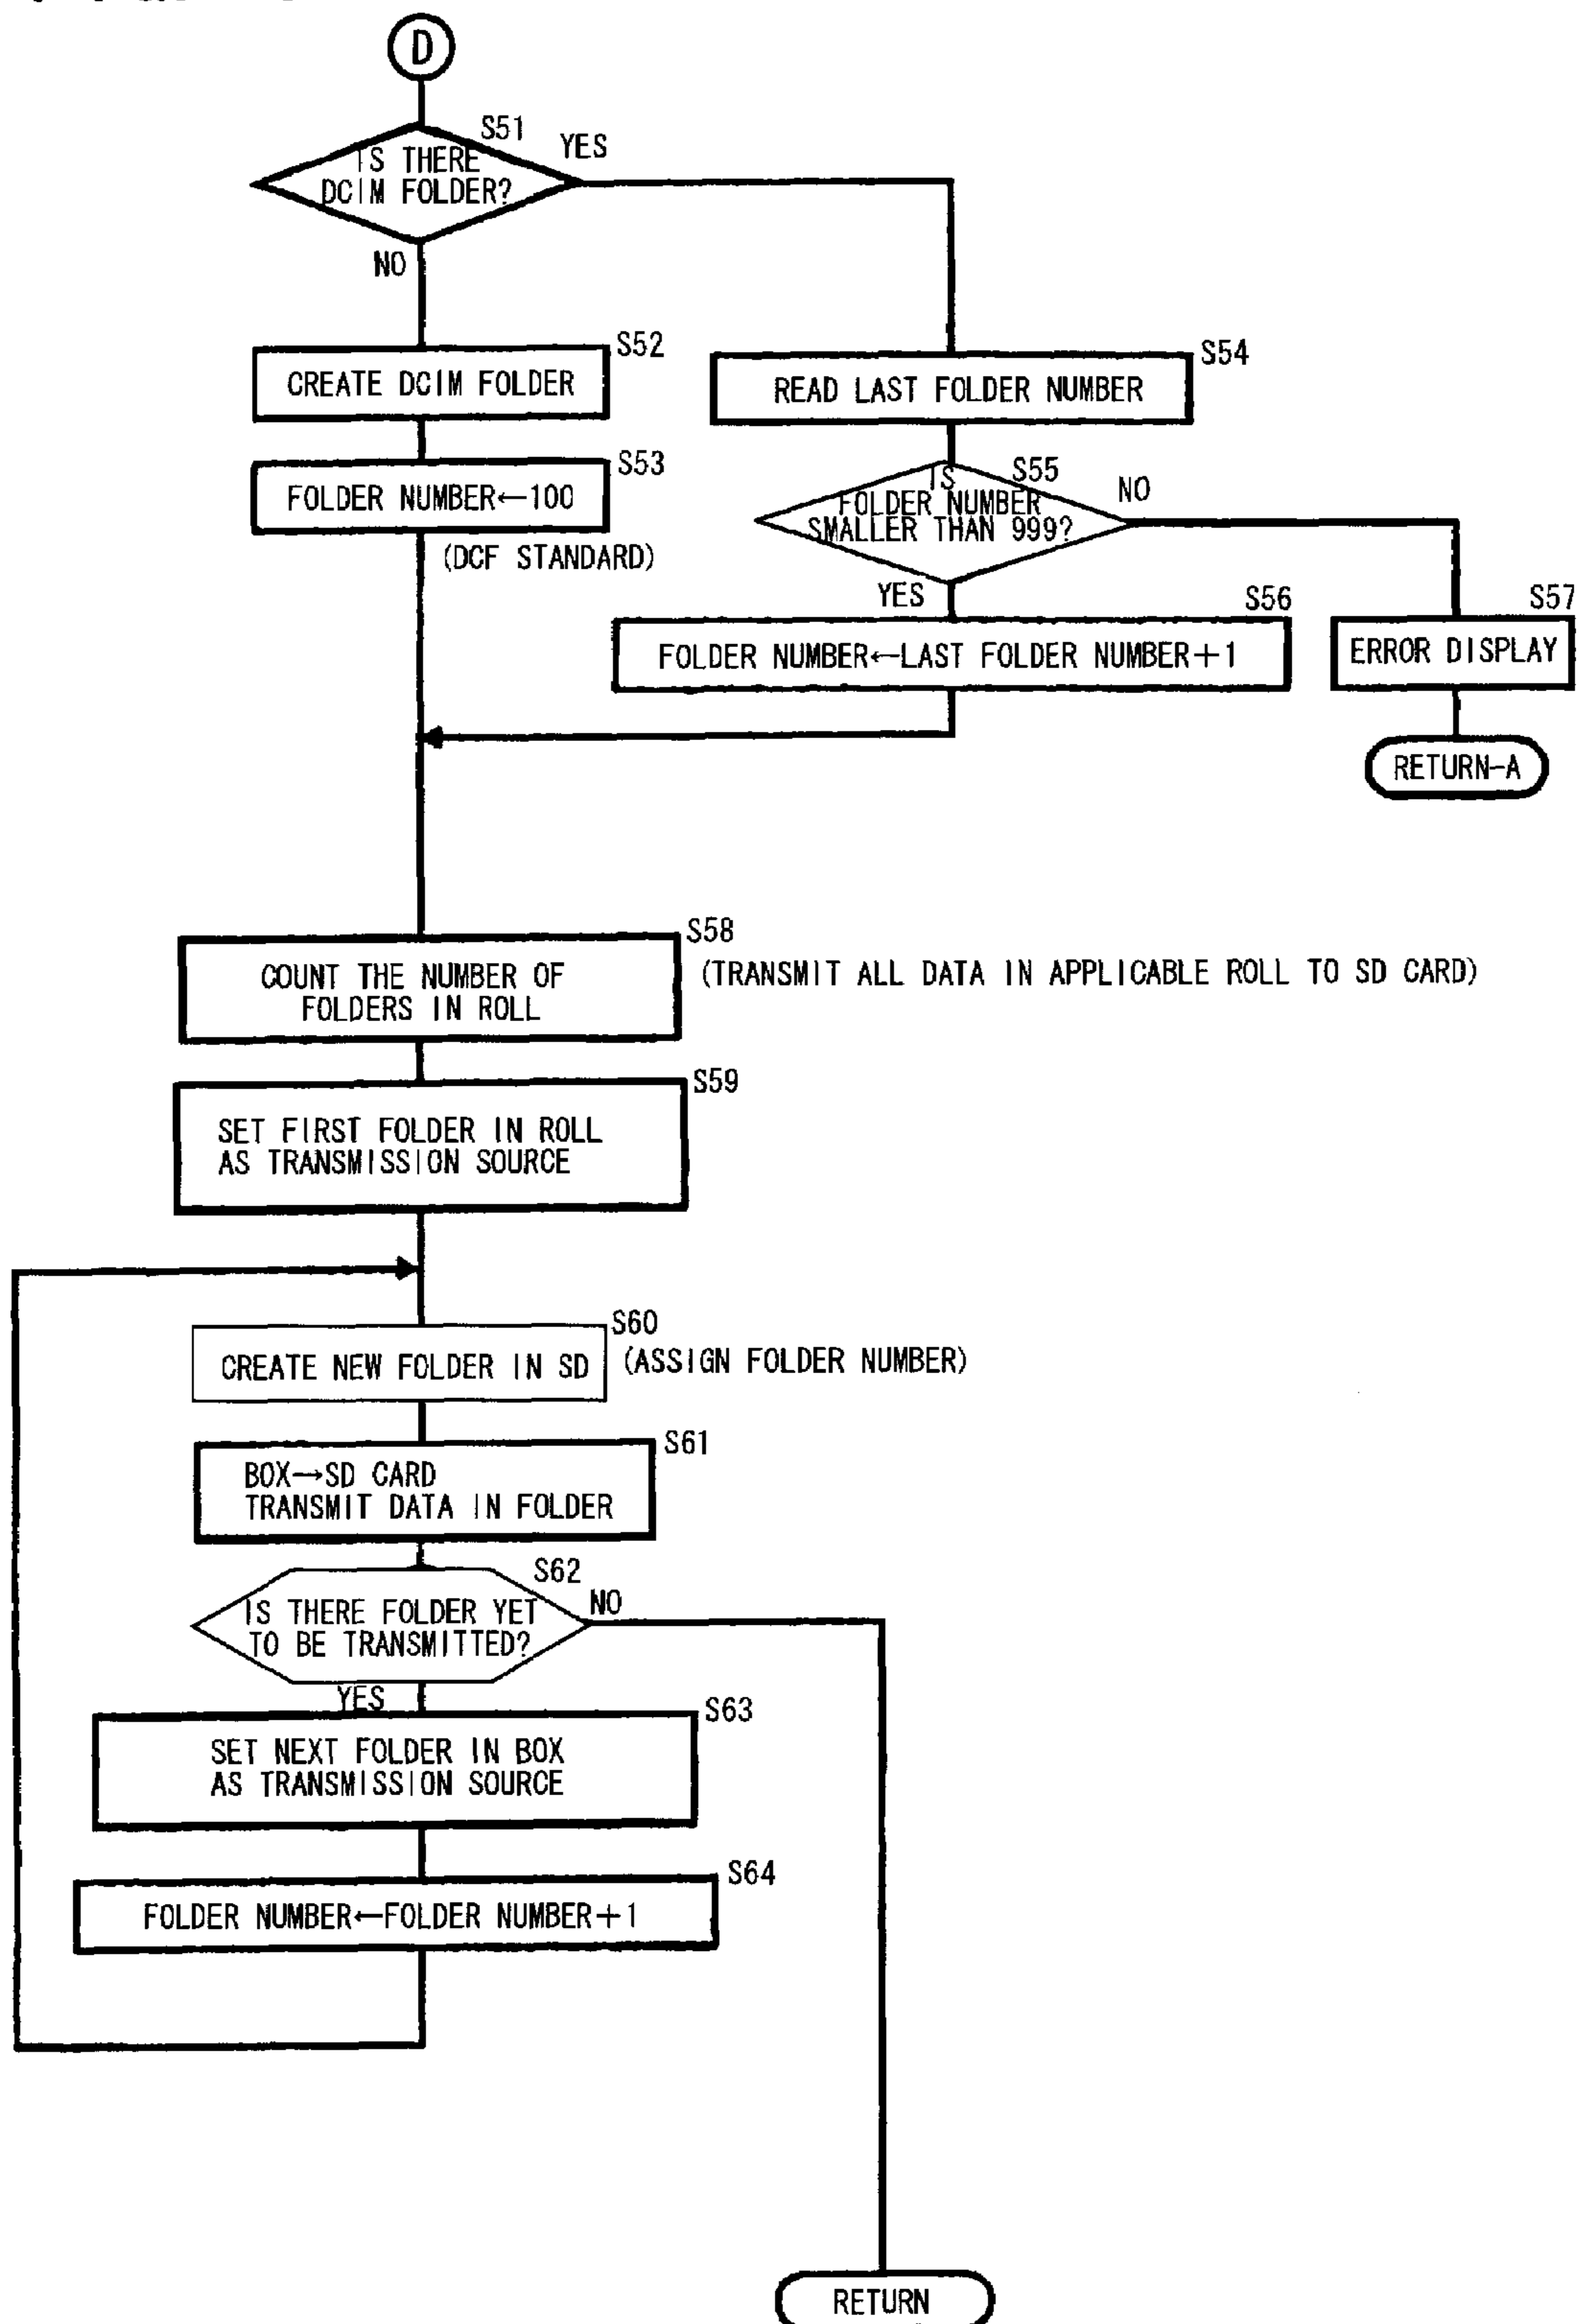 D
S51
YES
IS THERE
DCIM FOLDER?
NO
S52
CREATE DCIM FOLDER
S54
READ LAST FOLDER NUMBER
S53
FOLDER NUMBER←100
(DCF STANDARD)
S55
IS
FOLDER NUMBER
SMALLER THAN 999?
NO
YES
S56
FOLDER NUMBER←LAST FOLDER NUMBER+1
S57
ERROR DISPLAY
RETURN-A
S58
COUNT THE NUMBER OF
FOLDERS IN ROLL
(TRANSMIT ALL DATA IN APPLICABLE ROLL TO SD CARD)
S59
SET FIRST FOLDER IN ROLL
AS TRANSMISSION SOURCE
S60
CREATE NEW FOLDER IN SD
(ASSIGN FOLDER NUMBER)
S61
BOX→SD CARD
TRANSMIT DATA IN FOLDER
S62
IS THERE FOLDER YET
TO BE TRANSMITTED?
NO
YES
S63
SET NEXT FOLDER IN BOX
AS TRANSMISSION SOURCE
S64
FOLDER NUMBER←FOLDER NUMBER+1
RETURN